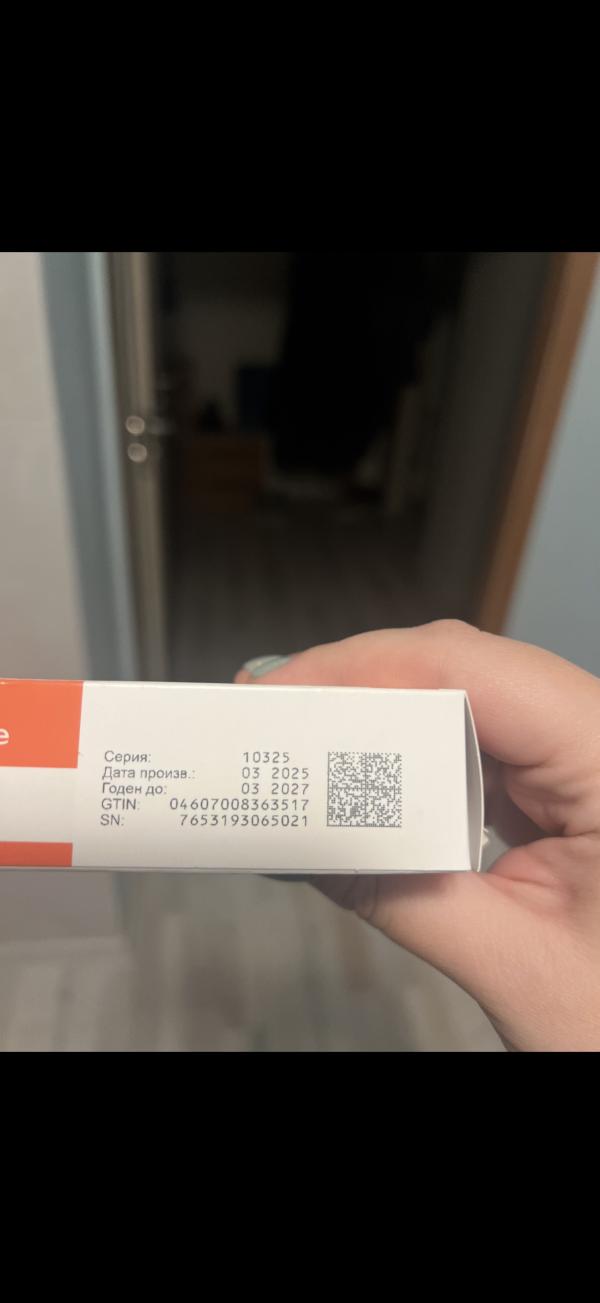 е
Серия: 10325
Дата произв.: 03 2025
Годен до: 03 2027
GTIN: 04607008363517
SN: 7653193065021